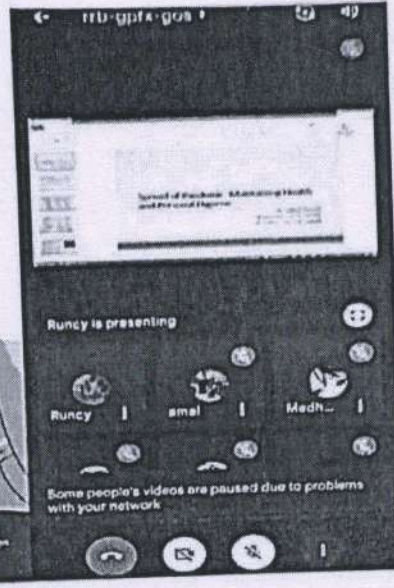 rrb-gpfx-gos
Spread of Pandemic: Maintaining Health
and Personal Hygiene
Runcy is presenting
Runcy
amal
Medh...
Some people's videos are paused due to problems
with your network